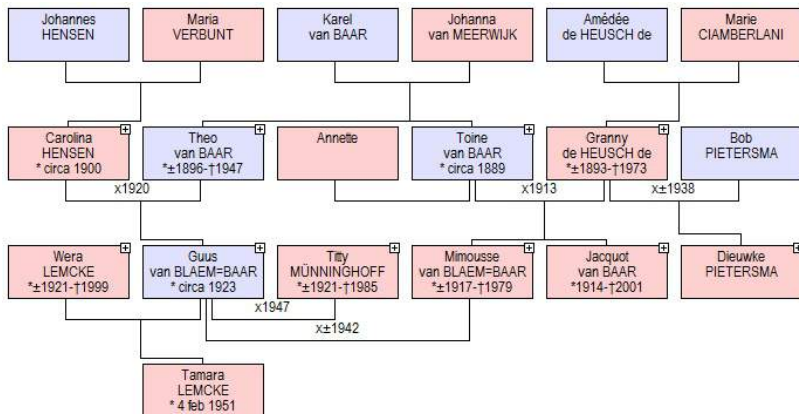 Johannes
HENSEN
Maria
VERBUNT
Karel
van BAAR
Johanna
van MEERWIJK
Amédée
de HEUSCH de
Marie
CIAMBERLANI
Carolina
HENSEN
* circa 1900
Theo
van BAAR
*±1896-†1947
Annette
Toine
van BAAR
* circa 1889
Granny
de HEUSCH de
*±1893-†1973
Bob
PIETERSMA
x1920
x1913
x±1938
Wera
LEMCKE
*±1921-†1999
Guus
van BLAEM=BAAR
* circa 1923
Titty
MÜNNINGHOFF
*±1921-†1985
Mimousse
van BLAEM=BAAR
*±1917-†1979
Jacquot
van BAAR
*1914-†2001
Dieuwke
PIETERSMA
x1947
x±1942
Tamara
LEMCKE
* 4 feb 1951